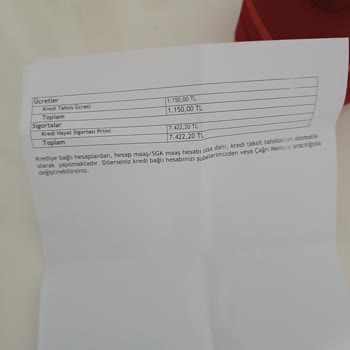 Ücretler
Kredi Tahsis Ücreti 1.150,00 TL
Toplam 1.150,00 TL
Sigortalar
Kredi Hayat Sigortası Primi 7.422,20 TL
Toplam 7.422,20 TL
Krediye bağlı hesaplardan, hesap maaş/SGK maaş hesabı olsa dahi, kredi taksit tahsilatları otomatik
olarak yapılmaktadır. Dilerseniz kredi bağlı hesabınızı şubelerimizden veya Çağrı Merkezi aracılığıyla
değiştirebilirsiniz.